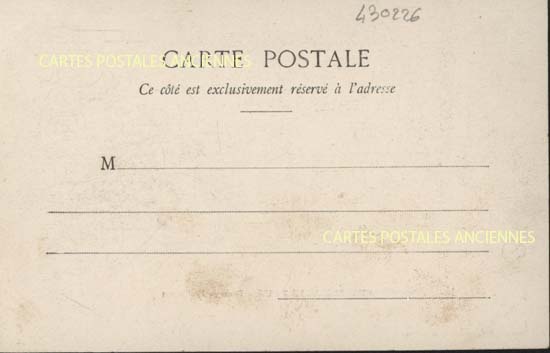 430226
CARTES POSTALES ANCIENNES
CARTE POSTALE
Ce côté est exclusivement réservé à l'adresse
M
CARTES POSTALES ANCIENNES